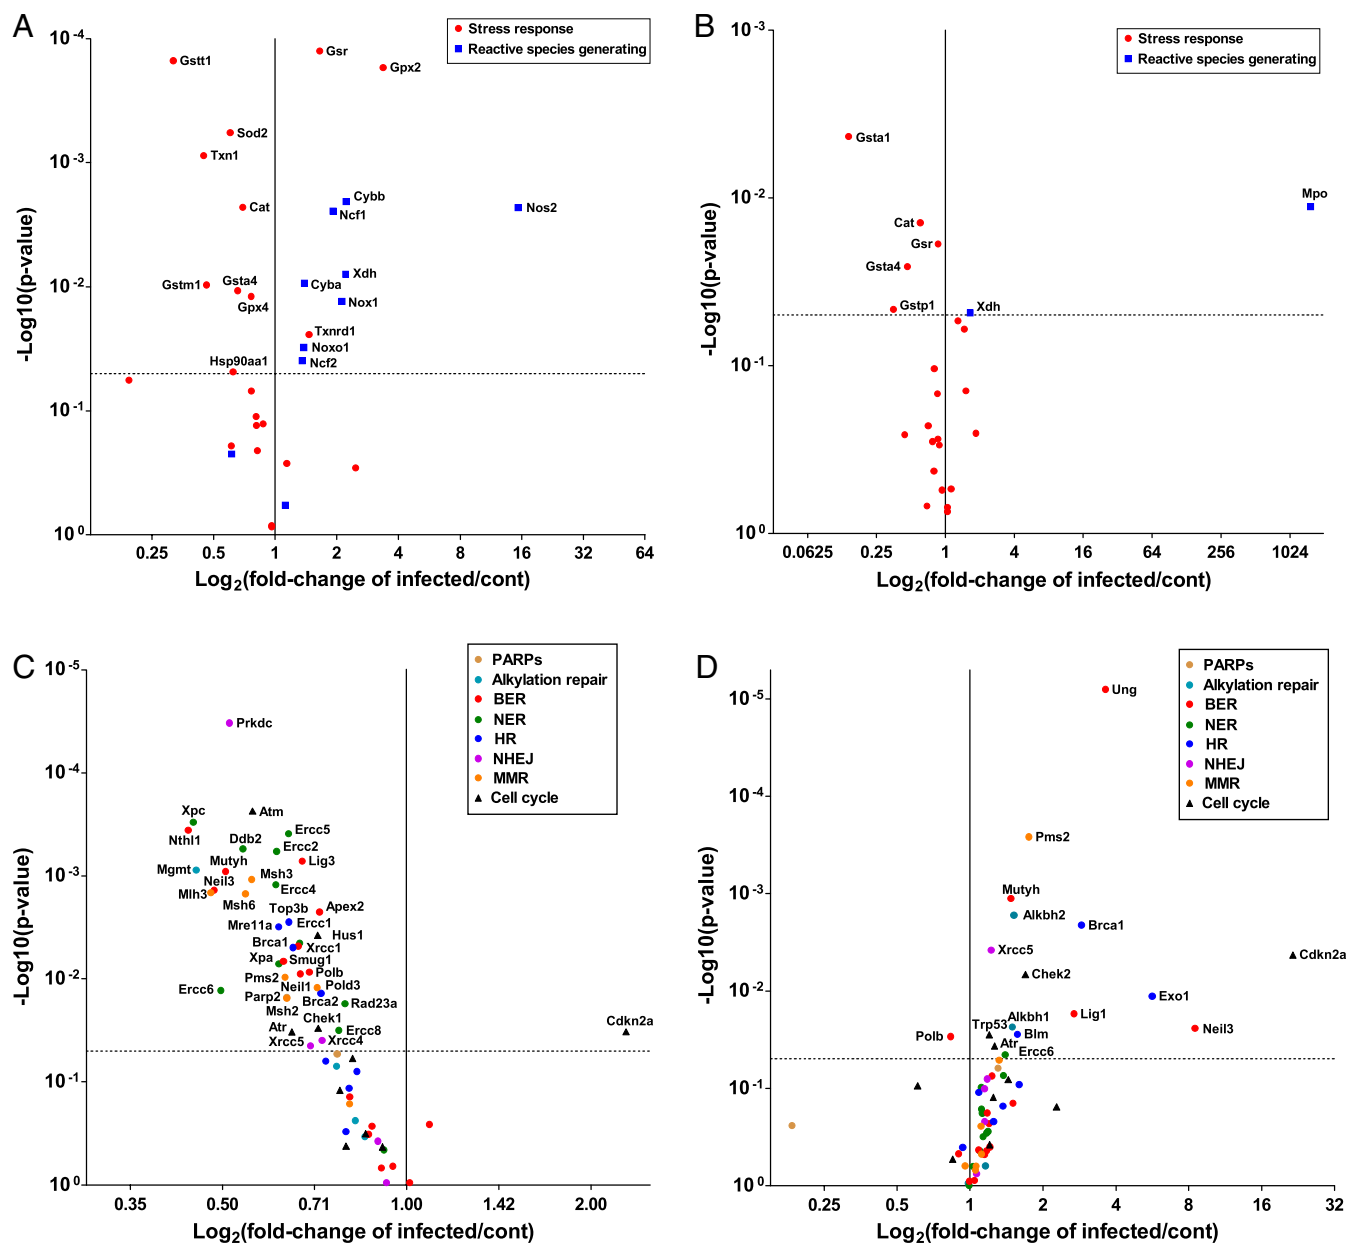 A
Stress response
Reactive species generating
10-4
10-3
10-2
10-1
100
-Log10(p-value)
Gstt1
Gsr
Gpx2
Sod2
Txn1
Cat
Cybb
Ncf1
Nos2
Gstm1
Gsta4
Gpx4
Xdh
Cyba
Nox1
Txnrd1
Noxo1
Ncf2
Hsp90aa1
0.25 0.5 1 2 4 8 16 32 64
Log2(fold-change of infected/cont)
B
Stress response
Reactive species generating
10-3
10-2
10-1
100
-Log10(p-value)
Gsta1
Mpo
Cat
Gsr
Gsta4
Gstp1
Xdh
0.0625 0.25 1 4 16 64 256 1024
Log2(fold-change of infected/cont)
C
PARPs
Alkylation repair
BER
NER
HR
NHEJ
MMR
Cell cycle
10-5
10-4
10-3
10-2
10-1
100
-Log10(p-value)
Prkdc
Xpc
Atm
Nthl1
Ddb2
Ercc5
Ercc2
Mgmt
Mutyh
Lig3
Neil3
Msh3
Mlh3
Msh6
Ercc4
Top3b
Apex2
Mre11a
Ercc1
Hus1
Brca1
Xrcc1
Xpa
Smug1
Pms2
Polb
Ercc6
Neil1
Pold3
Parp2
Brca2
Rad23a
Msh2
Chek1
Atr
Ercc8
Xrcc5
Xrcc4
Cdkn2a
0.35 0.50 0.71 1.00 1.42 2.00
Log2(fold-change of infected/cont)
D
PARPs
Alkylation repair
BER
NER
HR
NHEJ
MMR
Cell cycle
10-5
10-4
10-3
10-2
10-1
100
-Log10(p-value)
Ung
Pms2
Mutyh
Alkbh2
Brca1
Xrcc5
Cdkn2a
Chek2
Exo1
Lig1
Alkbh1
Neil3
Trp53
Polb
Blm
Atr
Ercc6
0.25 0.5 1 2 4 8 16 32
Log2(fold-change of infected/cont)